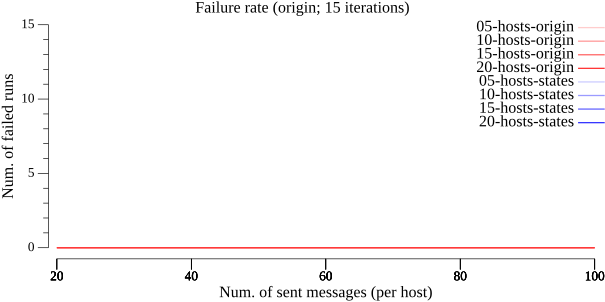 Failure rate (origin; 15 iterations)
15
10
5
0
Num. of failed runs
05-hosts-origin
10-hosts-origin
15-hosts-origin
20-hosts-origin
05-hosts-states
10-hosts-states
15-hosts-states
20-hosts-states
20 40 60 80 100
Num. of sent messages (per host)